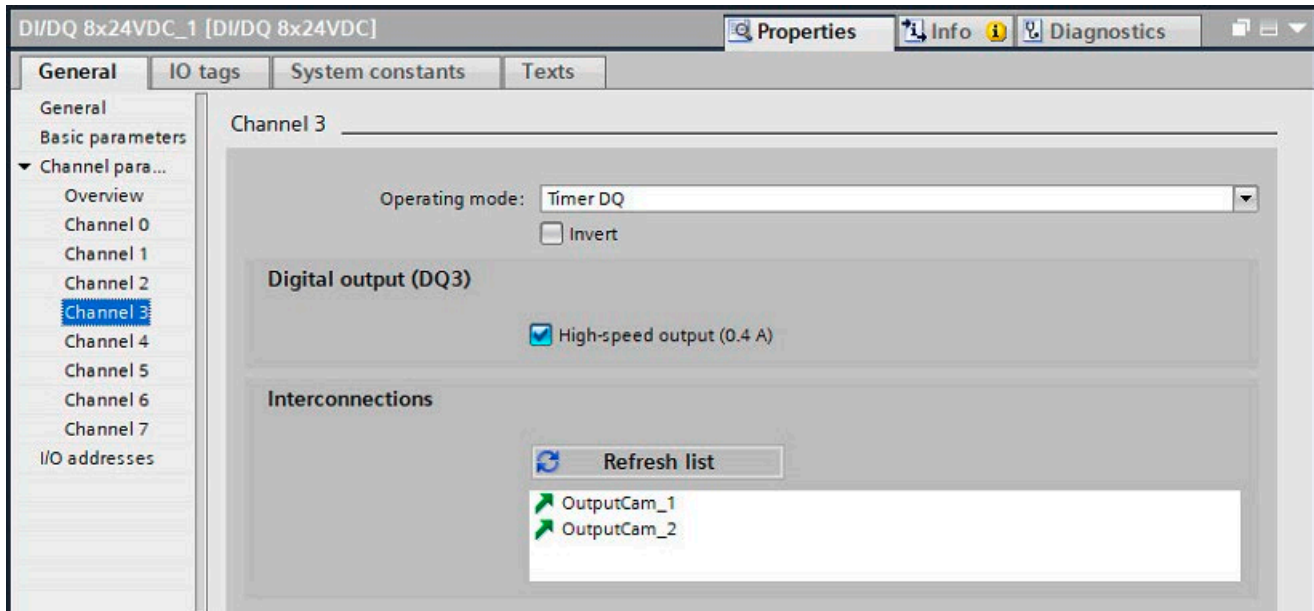 DI/DQ 8x24VDC_1 [DI/DQ 8x24VDC]
Properties
Info
Diagnostics
General
IO tags
System constants
Texts
General
Basic parameters
Channel para...
Overview
Channel 0
Channel 1
Channel 2
Channel 3
Channel 4
Channel 5
Channel 6
Channel 7
I/O addresses
Channel 3
Operating mode: Timer DQ
Invert
Digital output (DQ3)
High-speed output (0.4 A)
Interconnections
Refresh list
OutputCam_1
OutputCam_2